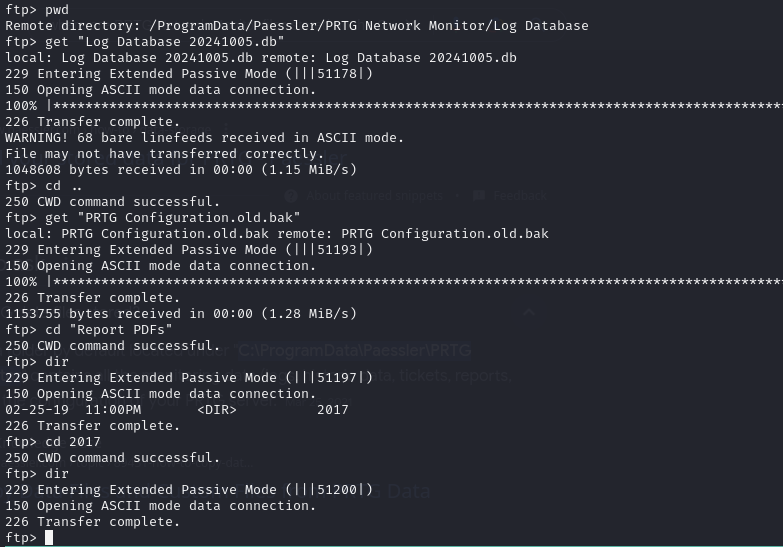 ftp> pwd
Remote directory: /ProgramData/Paessler/PRTG Network Monitor/Log Database
ftp> get "Log Database 20241005.db"
local: Log Database 20241005.db remote: Log Database 20241005.db
229 Entering Extended Passive Mode (|||51178|)
150 Opening ASCII mode data connection.
100% |***********************************************************************************************
226 Transfer complete.
WARNING! 68 bare linefeeds received in ASCII mode.
File may not have transferred correctly.
1048608 bytes received in 00:00 (1.15 MiB/s)
ftp> cd ..
250 CWD command successful.
ftp> get "PRTG Configuration.old.bak"
local: PRTG Configuration.old.bak remote: PRTG Configuration.old.bak
229 Entering Extended Passive Mode (|||51193|)
150 Opening ASCII mode data connection.
100% |***********************************************************************************************
226 Transfer complete.
1153755 bytes received in 00:00 (1.28 MiB/s)
ftp> cd "Report PDFs"
250 CWD command successful.
ftp> dir
229 Entering Extended Passive Mode (|||51197|)
150 Opening ASCII mode data connection.
02-25-19  11:00PM       <DIR>          2017
226 Transfer complete.
ftp> cd 2017
250 CWD command successful.
ftp> dir
229 Entering Extended Passive Mode (|||51200|)
150 Opening ASCII mode data connection.
226 Transfer complete.
ftp>